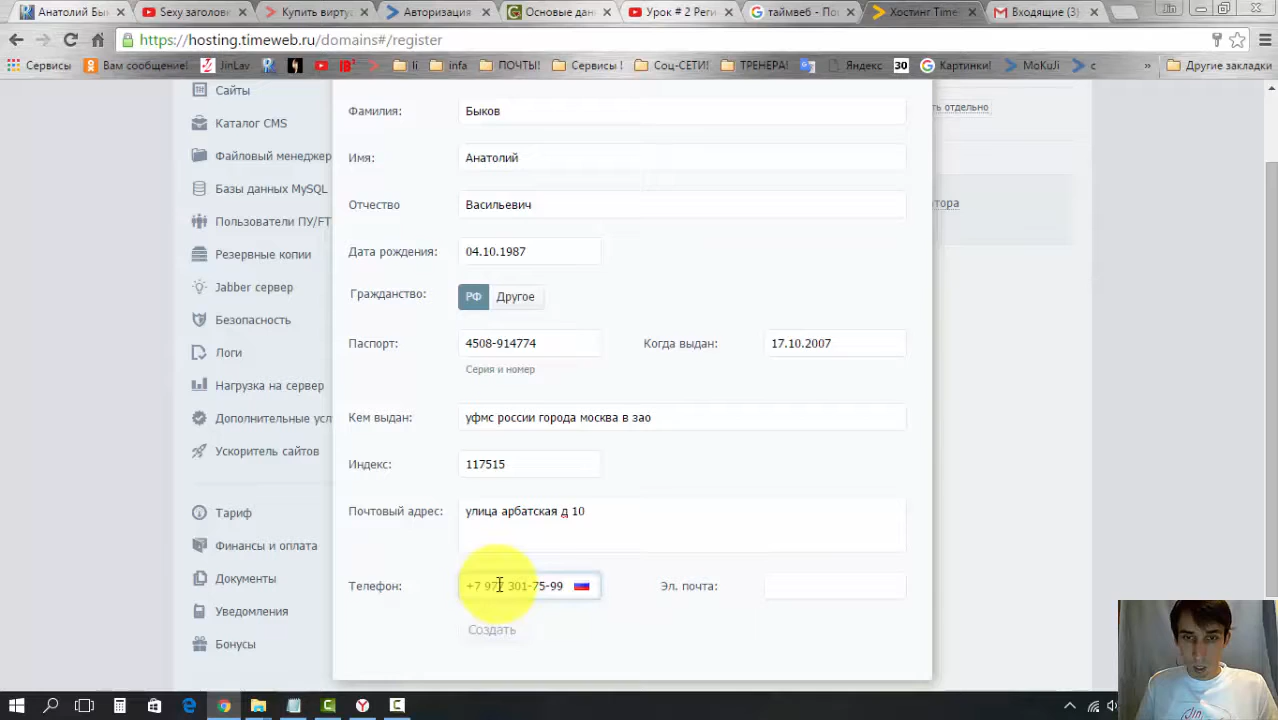 Анатолий Бы
Sexy заголов
Купить вирту
Авторизация
Основые дан
Урок # 2 Реги
таймвеб - По
Хостинг Time
Входящие (3)
https://hosting.timeweb.ru/domains#/register
Сервисы
Вам сообщение!
JinLav
li
infa
ПОЧТЫ!
Сервисы !
Соц-СЕТИ!
ТРЕНЕРА!
Яндекс
30
Картинки!
MoKuJi
с
»
Другие закладки
Сайты
Каталог CMS
Файловый менеджер
Базы данных MySQL
Пользователи ПУ/FT
Резервные копии
Jabber сервер
Безопасность
Логи
Нагрузка на сервер
Дополнительные усл
Ускоритель сайтов
Тариф
Финансы и оплата
Документы
Уведомления
Бонусы
Фамилия: Быков
Имя: Анатолий
Отчество Васильевич
Дата рождения: 04.10.1987
Гражданство: РФ Другое
Паспорт: 4508-914774 Когда выдан: 17.10.2007
Серия и номер
Кем выдан: уфмс россии города москва в зао
Индекс: 117515
Почтовый адрес: улица арбатская д 10
Телефон: +7 977 301-75-99 Эл. почта:
Создать
ть отдельно
тора